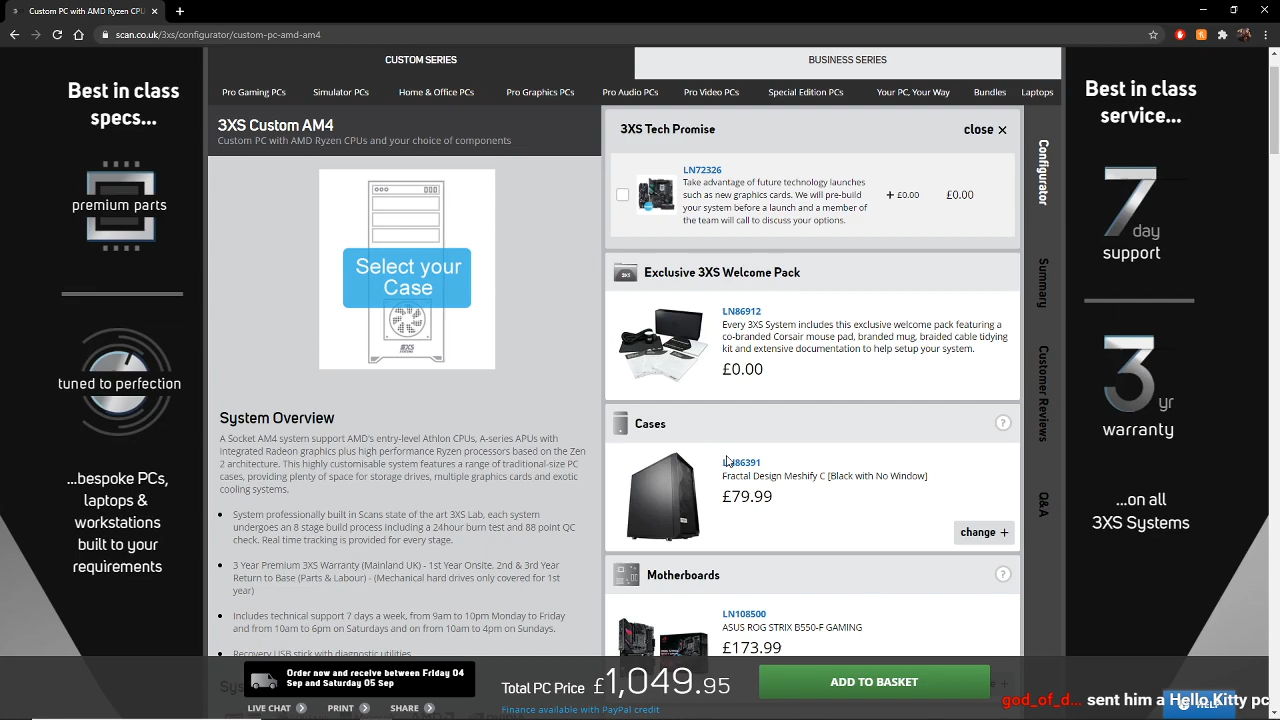 Custom PC with AMD Ryzen CPU
scan.co.uk/3xs/configurator/custom-pc-amd-am4
CUSTOM SERIES
BUSINESS SERIES
Pro Gaming PCs
Simulator PCs
Home & Office PCs
Pro Graphics PCs
Pro Audio PCs
Pro Video PCs
Special Edition PCs
Your PC, Your Way
Bundles
Laptops
Best in class
specs...
premium parts
tuned to perfection
...bespoke PCs,
laptops &
workstations
built to your
requirements
3XS Custom AM4
Custom PC with AMD Ryzen CPUs and your choice of components
Select your
Case
3XS
System Overview
A Socket AM4 system support AMD's entry-level Athlon CPUs, A-series APUs with
integrated Radeon graphics plus high performance Ryzen processors based on the Zen
2 architecture. This highly customisable system features a range of traditional-size PC
cases, providing plenty of space for storage drives, multiple graphics cards and exotic
cooling systems.
System professionally built in Scans state of the art 3XS Lab, each system
undergoes an 8 stage build process including a 24hour burn test and 88 point QC
check. Real time tracking is provided for every stage.
3 Year Premium 3XS Warranty (Mainland UK) - 1st Year Onsite, 2nd & 3rd Year
Return to Base (Parts & Labour) - (Mechanical hard drives only covered for 1st
year)
Includes technical support 7 days a week, from 9am to 10pm Monday to Friday
and from 10am to 6pm on Saturdays and on from 10am to 4pm on Sundays.
Recovery USB stick with diagnostic utilities
3XS Tech Promise
close ×
LN72326
Take advantage of future technology launches
such as new graphics cards. We will pre-build
your system before a launch and a member of
the team will call to discuss your options.
+ £0.00
£0.00
Exclusive 3XS Welcome Pack
LN86912
Every 3XS System includes this exclusive welcome pack featuring a
co-branded Corsair mouse pad, branded mug, braided cable tidying
kit and extensive documentation to help setup your system.
£0.00
Cases
?
LN86391
Fractal Design Meshify C [Black with No Window]
£79.99
change +
Motherboards
?
LN108500
ASUS ROG STRIX B550-F GAMING
£173.99
Configurator
Summary
Customer Reviews
Q&A
Best in class
service...
7
day
support
3
yr
warranty
...on all
3XS Systems
Order now and receive between Friday 04
Sep and Saturday 05 Sep
LIVE CHAT
PRINT
SHARE
Total PC Price £1,049.95
Finance available with PayPal credit
ADD TO BASKET
god_of_d... sent him a Hello Kitty pc